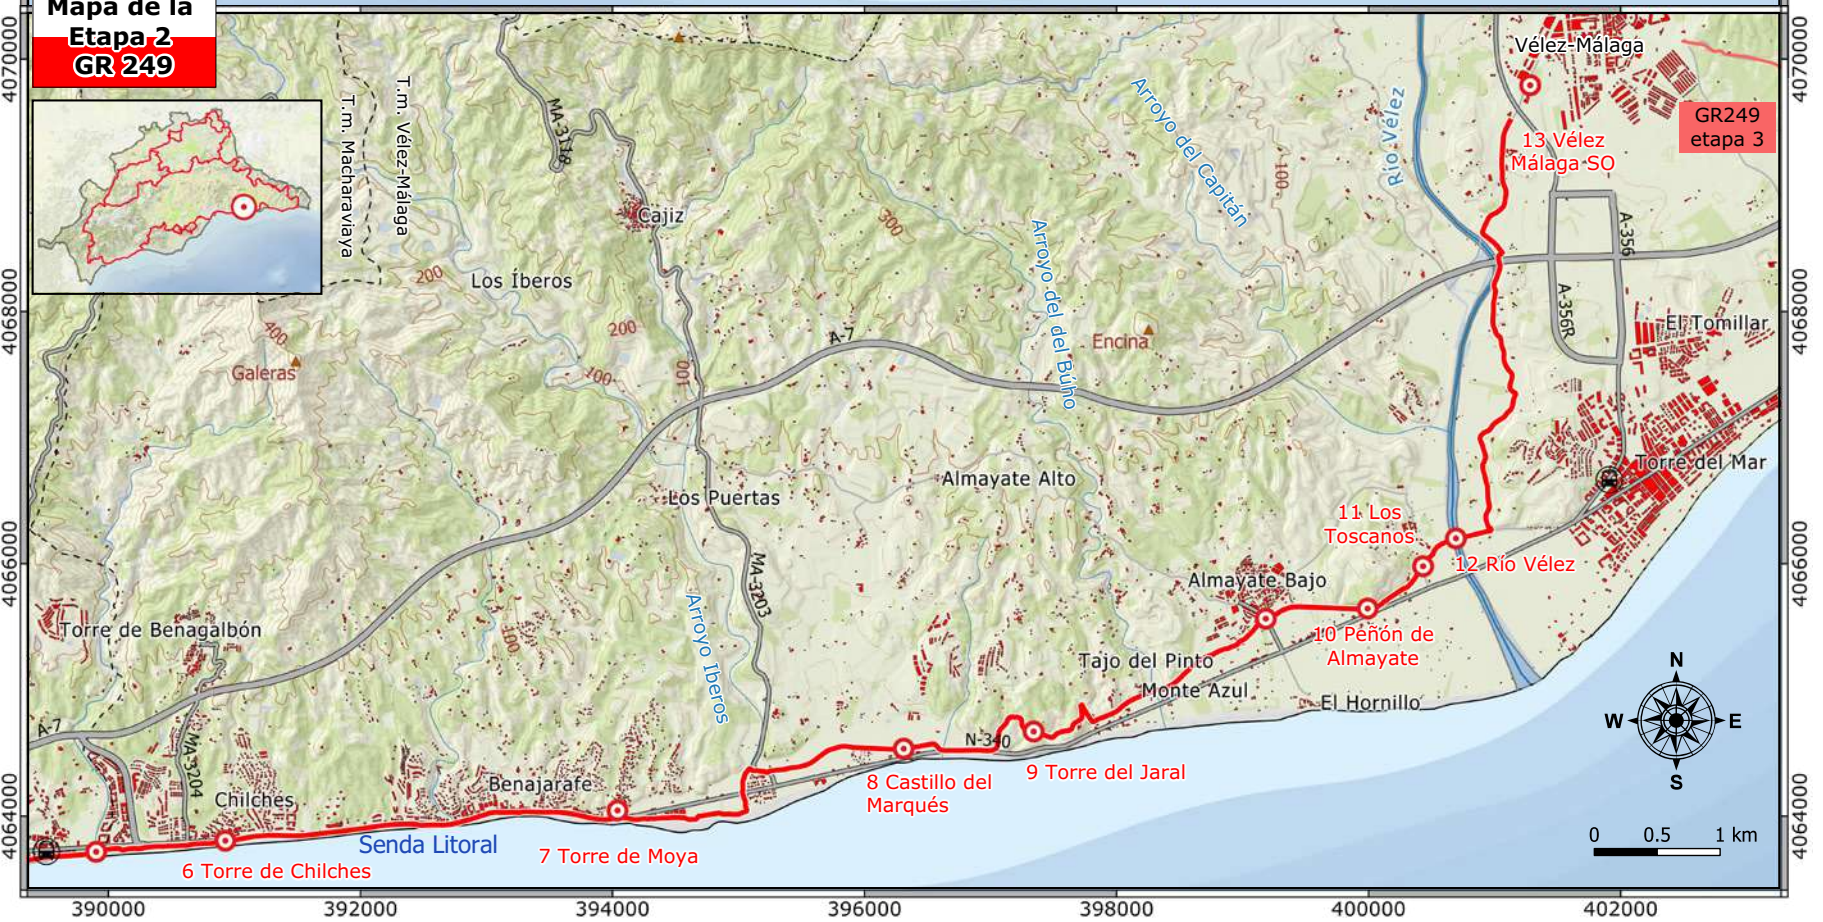 Mapa de la
Etapa 2
GR 249
4070000
4068000
4066000
4064000
T.m. Macharaviaya
T.m. Vélez-Málaga
MA-3118
Cajiz
Los Íberos
200
400
Galeras
200
100
100
300
Arroyo del Capitán
Arroyo del del Búho
100
Río Vélez
Vélez-Málaga
4070000
GR249
etapa 3
13 Vélez
Málaga SO
A-356
A-356R
El Tomillar
4068000
Encina
A-7
Los Puertas
Almayate Alto
Torre del Mar
11 Los
Toscanos
12 Río Vélez
4066000
Almayate Bajo
10 Peñón de
Almayate
MA-3203
Arroyo Iberos
100
Torre de Benagalbón
Tajo del Pinto
Monte Azul
El Hornillo
N
W
E
S
A-7
MA-3204
Chilches
Benajarafe
N-340
8 Castillo del
Marqués
9 Torre del Jaral
Senda Litoral
7 Torre de Moya
6 Torre de Chilches
0 0.5 1 km
4064000
390000 392000 394000 396000 398000 400000 402000